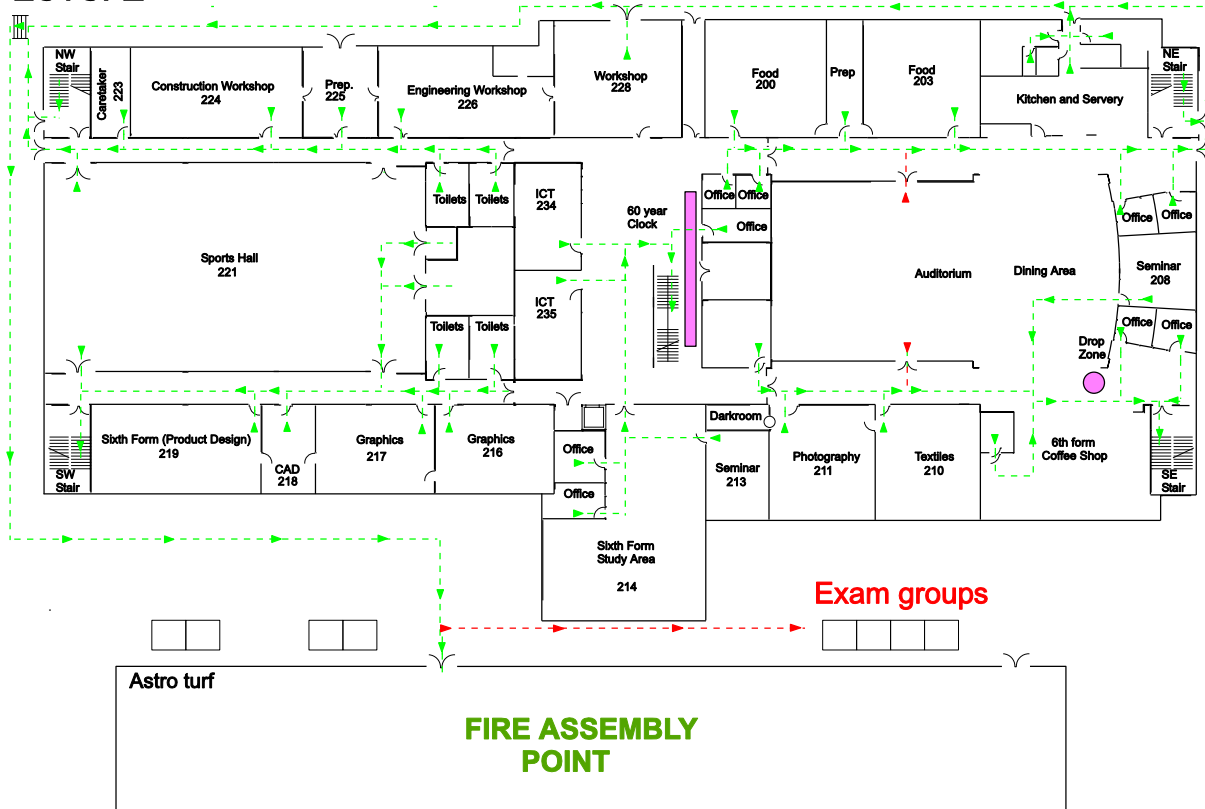 NW
Stair
Caretaker
223
Construction Workshop
224
Prep.
225
Engineering Workshop
226
Workshop
228
Food
200
Prep
Food
203
Kitchen and Servery
NE
Stair
Toilets
Toilets
ICT
234
60 year
Clock
Office
Office
Office
Office
Office
Sports Hall
221
ICT
235
Auditorium
Dining Area
Seminar
208
Toilets
Toilets
Office
Office
Drop
Zone
Sixth Form (Product Design)
219
CAD
218
Graphics
217
Graphics
216
Office
Office
Darkroom
Seminar
213
Photography
211
Textiles
210
6th form
Coffee Shop
SW
Stair
SE
Stair
Sixth Form
Study Area
214
Exam groups
Astro turf
FIRE ASSEMBLY
POINT